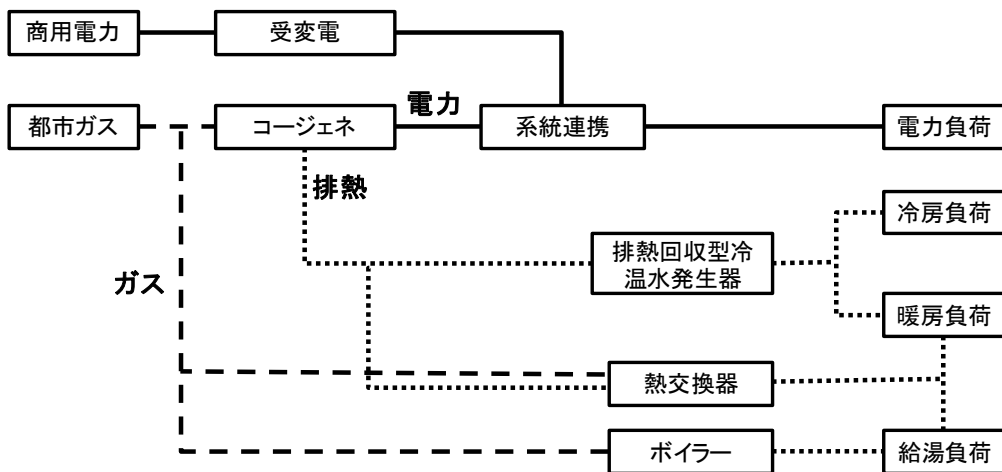 商用電力
受変電
都市ガス
コージェネ
電力
系統連携
電力負荷
排熱
冷房負荷
排熱回収型冷
温水発生器
ガス
暖房負荷
熱交換器
ボイラー
給湯負荷